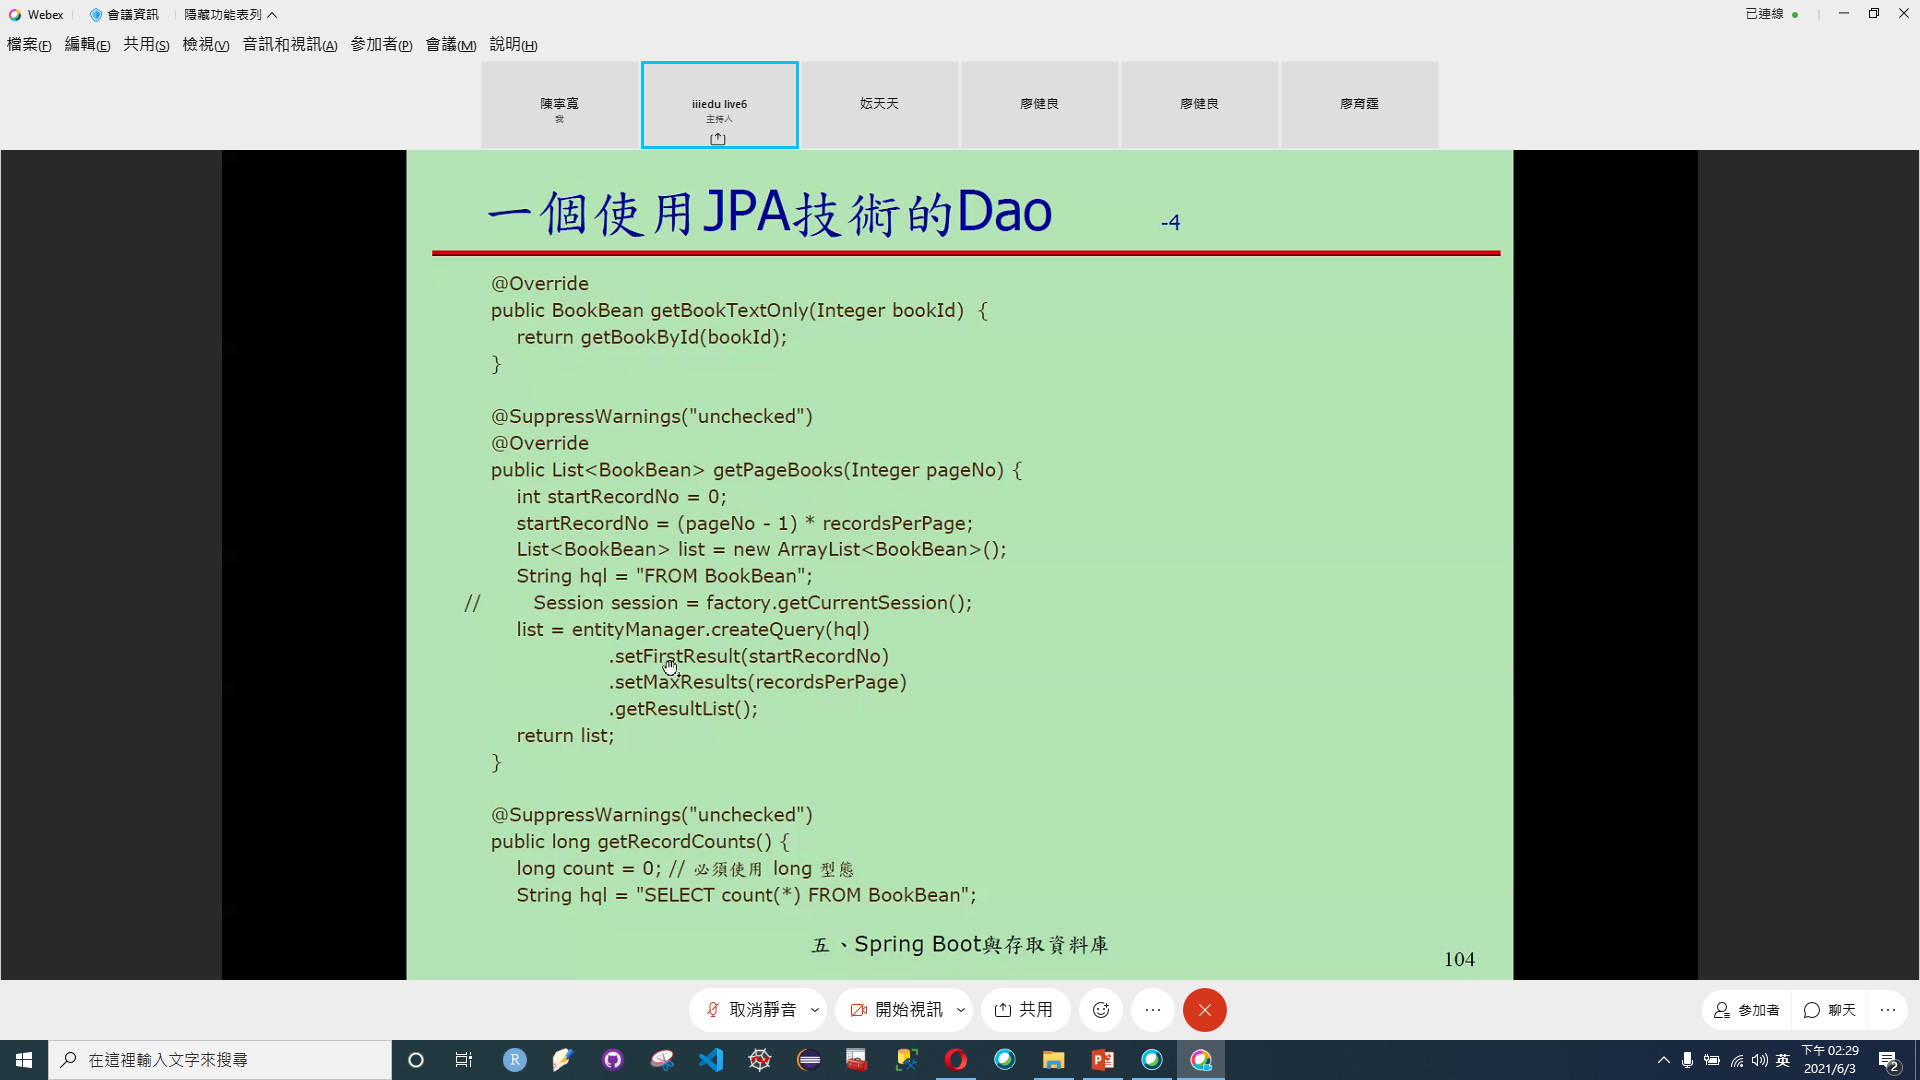 Webex 會議資訊 隱藏功能表列 已連線
檔案(F) 編輯(E) 共用(S) 檢視(V) 音訊和視訊(A) 參加者(P) 會議(M) 說明(H)
陳寧寬
我
iiiedu live6
主持人
妘天天
廖健良
廖健良
廖育霆
一個使用JPA技術的Dao -4
@Override
public BookBean getBookTextOnly(Integer bookId) {
return getBookById(bookId);
}
@SuppressWarnings("unchecked")
@Override
public List<BookBean> getPageBooks(Integer pageNo) {
int startRecordNo = 0;
startRecordNo = (pageNo - 1) * recordsPerPage;
List<BookBean> list = new ArrayList<BookBean>();
String hql = "FROM BookBean";
// Session session = factory.getCurrentSession();
list = entityManager.createQuery(hql)
.setFirstResult(startRecordNo)
.setMaxResults(recordsPerPage)
.getResultList();
return list;
}
@SuppressWarnings("unchecked")
public long getRecordCounts() {
long count = 0; // 必須使用 long 型態
String hql = "SELECT count(*) FROM BookBean";
五、Spring Boot與存取資料庫
104
取消靜音 開始視訊 共用 參加者 聊天
在這裡輸入文字來搜尋
英
下午 02:29
2021/6/3
2